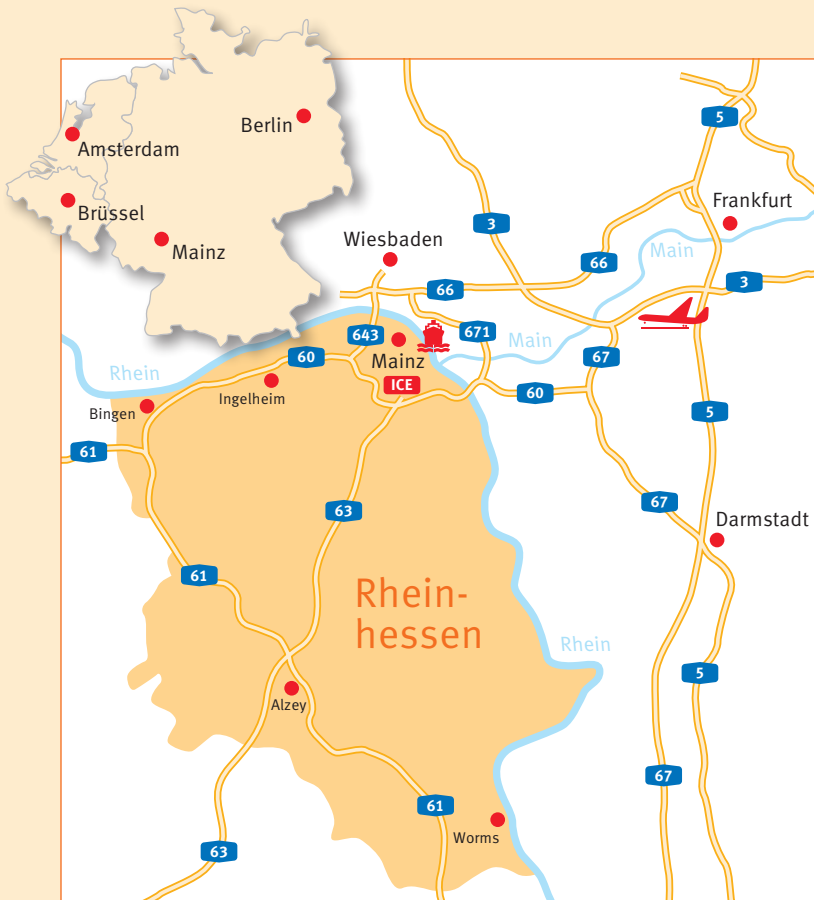 Berlin
Amsterdam
Brüssel
Mainz
5
Frankfurt
3
Wiesbaden
Main
66
3
66
643
671
Main
Mainz
60
67
Rhein
ICE
Ingelheim
60
Bingen
5
61
67
63
Darmstadt
61
Rhein-
hessen
Rhein
5
Alzey
67
61
Worms
63